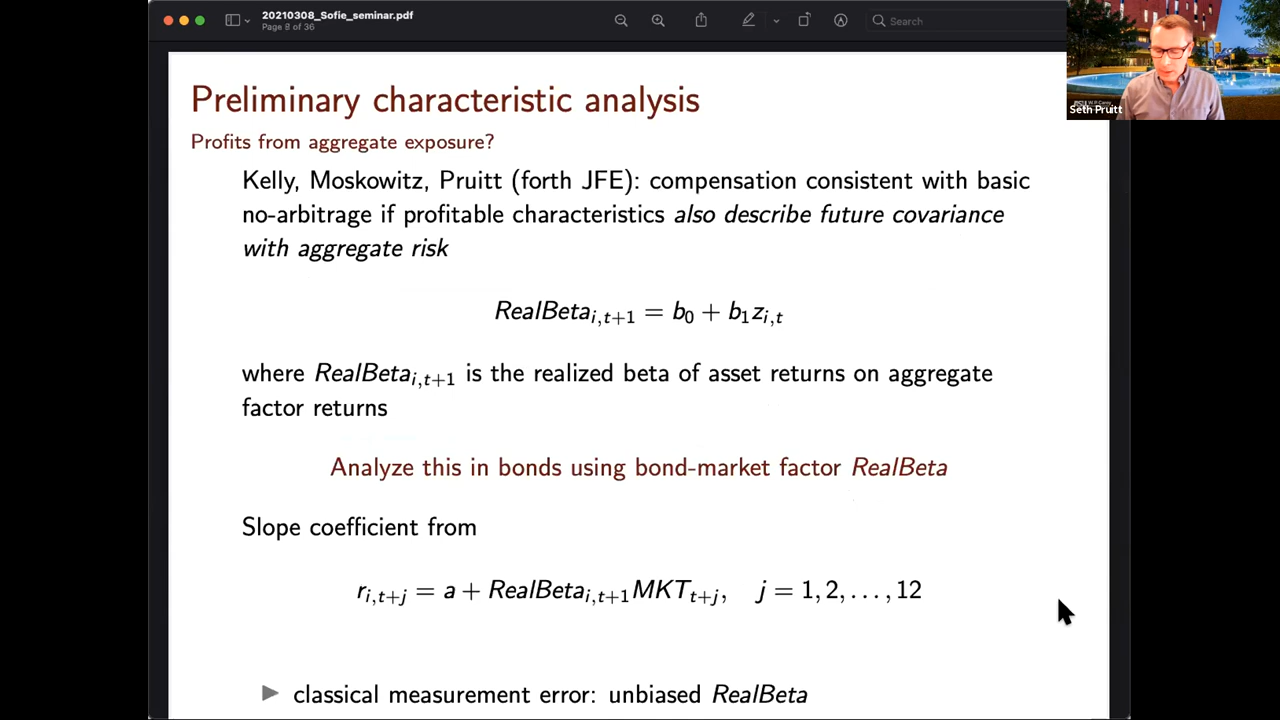 20210308_Sofie_seminar.pdf
Page 8 of 36
Search
Seth Pruitt
Preliminary characteristic analysis
Profits from aggregate exposure?
Kelly, Moskowitz, Pruitt (forth JFE): compensation consistent with basic
no-arbitrage if profitable characteristics also describe future covariance
with aggregate risk
RealBeta_{i,t+1} = b_0 + b_1 z_{i,t}
where RealBeta_{i,t+1} is the realized beta of asset returns on aggregate
factor returns
Analyze this in bonds using bond-market factor RealBeta
Slope coefficient from
r_{i,t+j} = a + RealBeta_{i,t+1} MKT_{t+j}, j = 1, 2, . . . , 12
classical measurement error: unbiased RealBeta